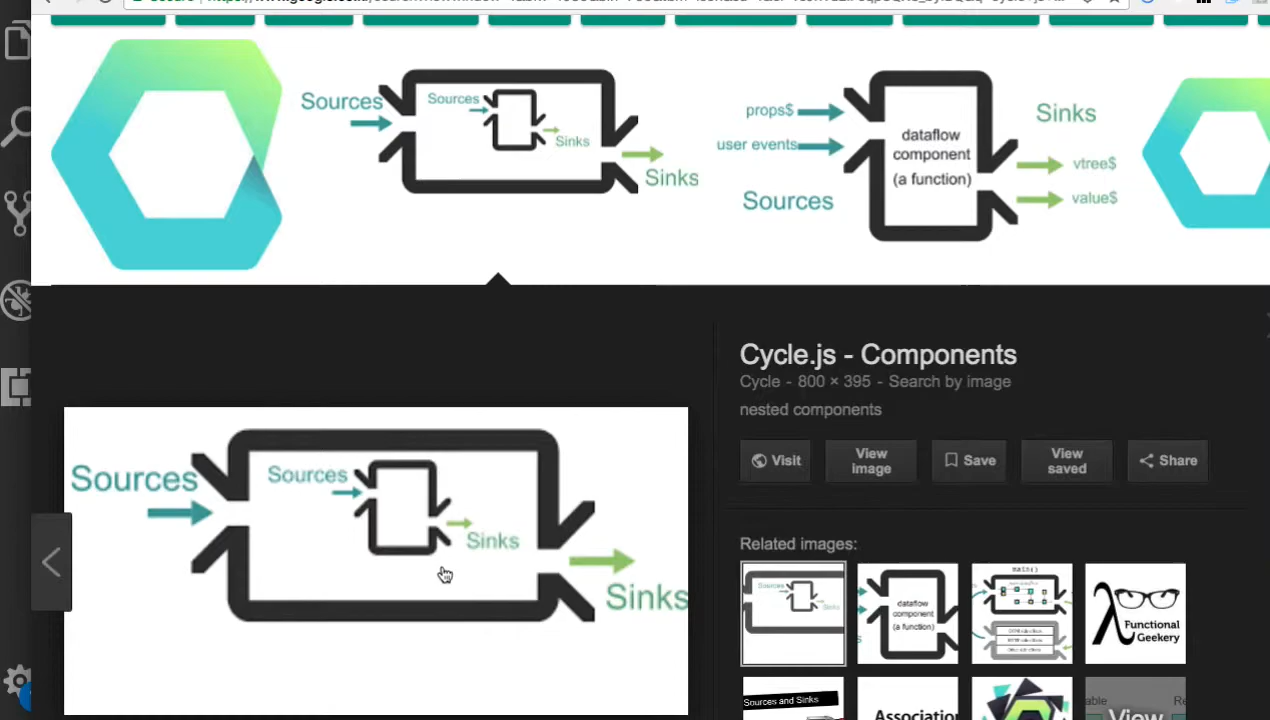 Sources
Sources
Sinks
Sinks
props$
user events
Sources
dataflow
component
(a function)
Sinks
vtree$
value$
Cycle.js - Components
Cycle - 800 × 395 - Search by image
nested components
Visit
View
image
Save
View
saved
Share
Sources
Sources
Sinks
Sinks
Related images:
Sources
Sinks
dataflow
component
(a function)
main()
Functional
Geekery
Sources and Sinks
Association
View